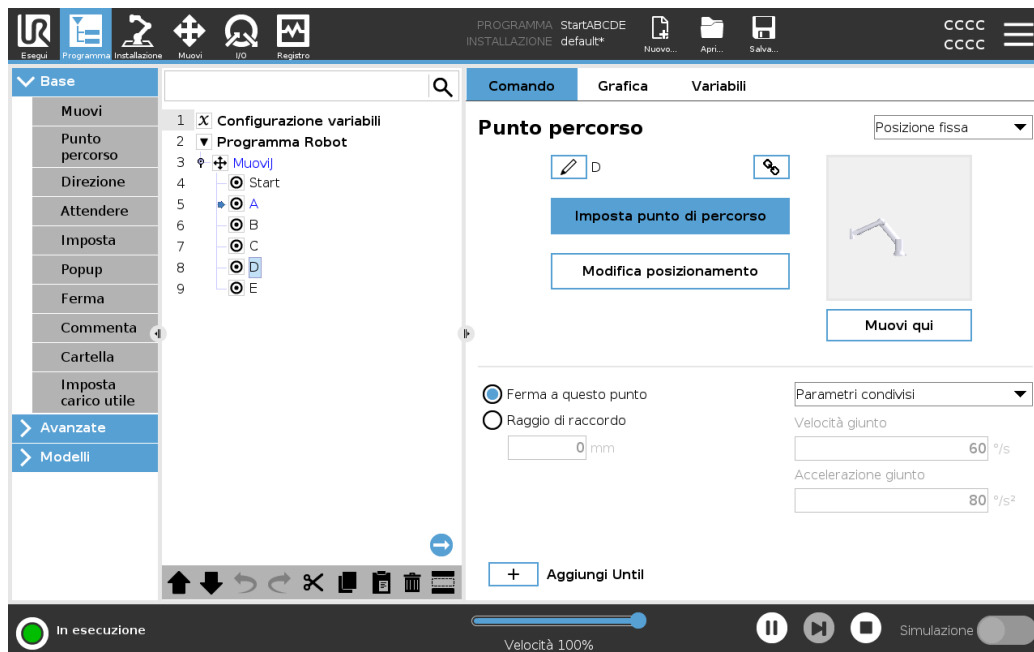 PROGRAMMA StartABCDE
INSTALLAZIONE default*
CCCC
CCCC
Esegui
Programma
Installazione
Muovi
I/O
Registro
Nuovo...
Apri...
Salva...
Base
Muovi
Punto
percorso
Direzione
Attendere
Imposta
Popup
Ferma
Commenta
Cartella
Imposta
carico utile
Avanzate
Modelli
1 X Configurazione variabili
2 Programma Robot
3 MuoviJ
4 Start
5 A
6 B
7 C
8 D
9 E
Comando Grafica Variabili
Punto percorso
Posizione fissa
D
Imposta punto di percorso
Modifica posizionamento
Muovi qui
Ferma a questo punto
Raggio di raccordo
0 mm
Parametri condivisi
Velocità giunto
60 °/s
Accelerazione giunto
80 °/s²
+ Aggiungi Until
In esecuzione
Velocità 100%
Simulazione